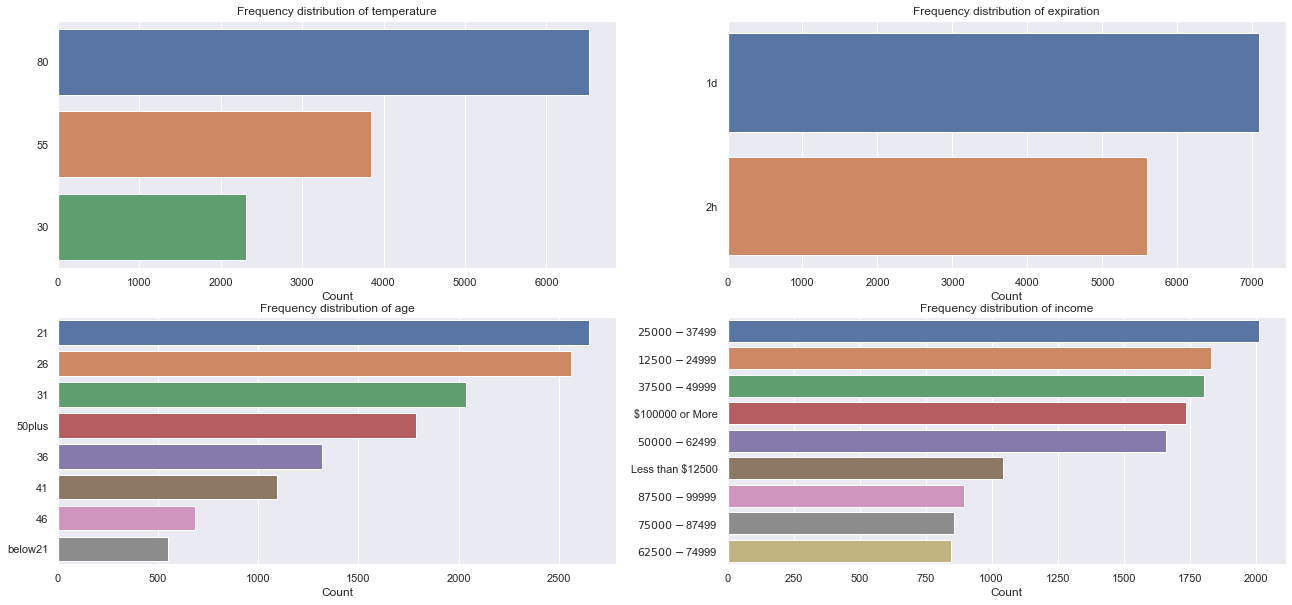 Frequency distribution of temperature
80
55
30
0 1000 2000 3000 4000 5000 6000
Count
Frequency distribution of expiration
1d
2h
0 1000 2000 3000 4000 5000 6000 7000
Count
Frequency distribution of age
21
26
31
50plus
36
41
46
below21
0 500 1000 1500 2000 2500
Count
Frequency distribution of income
25000 − 37499
12500 − 24999
37500 − 49999
$100000 or More
50000 − 62499
Less than $12500
87500 − 99999
75000 − 87499
62500 − 74999
0 250 500 750 1000 1250 1500 1750 2000
Count